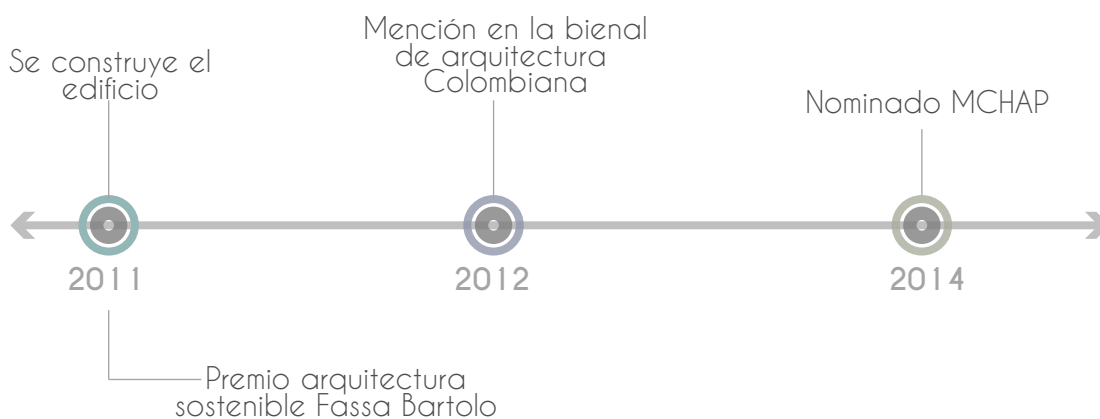 Se construye el
edificio
Mención en la bienal
de arquitectura
Colombiana
Nominado MCHAP
2011
2012
2014
Premio arquitectura
sostenible Fassa Bartolo